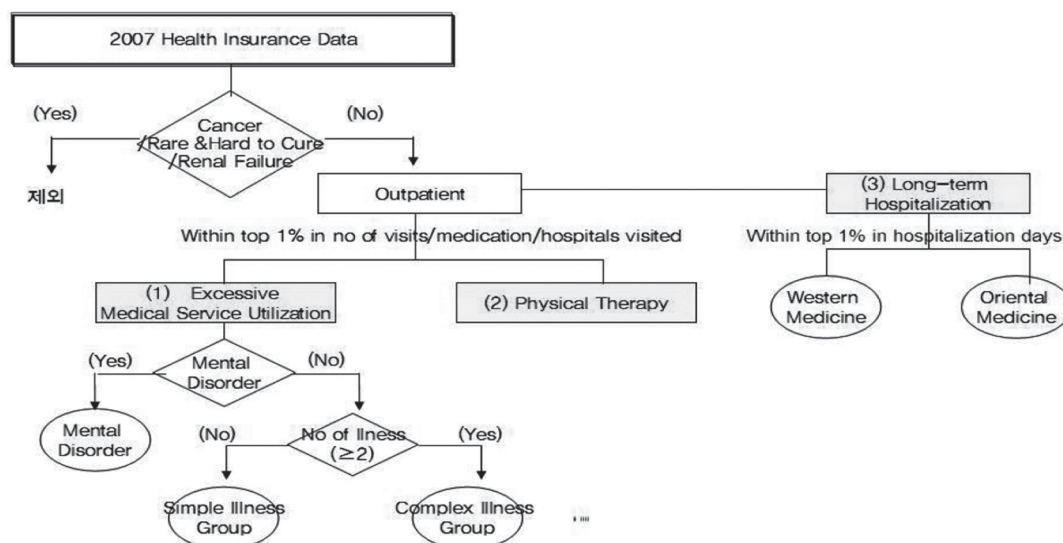 2007 Health Insurance Data
(Yes)
(No)
Cancer
/Rare &Hard to Cure
/Renal Failure
제외
Outpatient
(3) Long-term
Hospitalization
Within top 1% in no of visits/medication/hospitals visited
Within top 1% in hospitalization days
(1) Excessive
Medical Service Utilization
(2) Physical Therapy
Western
Medicine
Oriental
Medicine
(Yes)
Mental
Disorder
(No)
Mental
Disorder
(No)
No of Ilness
(≥2)
(Yes)
Simple Illness
Group
Complex Illness
Group